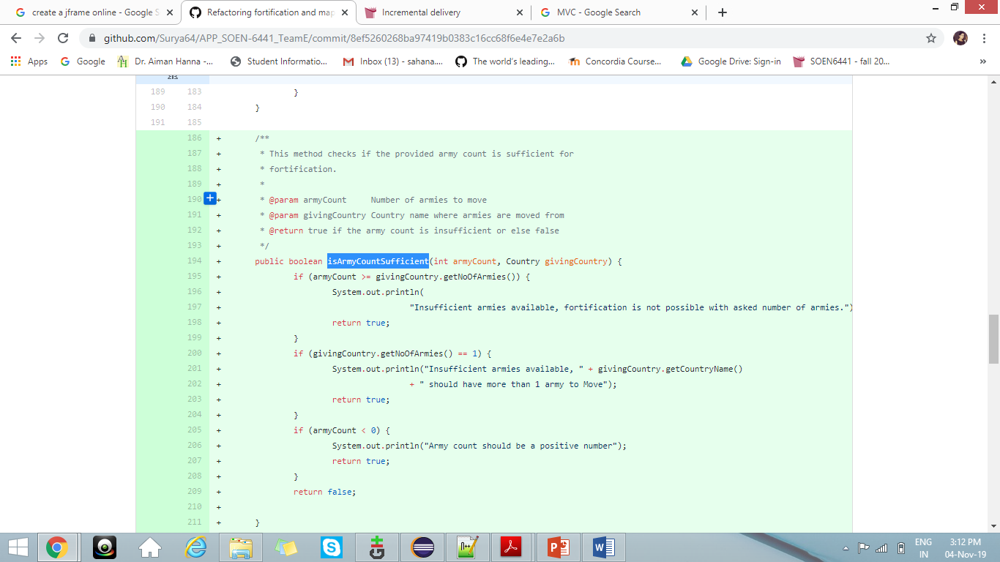 create a jframe online - Google S
Refactoring fortification and map
Incremental delivery
MVC - Google Search
github.com/Surya64/APP_SOEN-6441_TeamE/commit/8ef5260268ba97419b0383c16cc68f6e4e7e2a6b
Apps
Google
Dr. Aiman Hanna -...
Student Informatio...
Inbox (13) - sahana....
The world's leading...
Concordia Course...
Google Drive: Sign-in
SOEN6441 - fall 20...
»
189 183 }
190 184 }
191 185
186 + /**
187 + * This method checks if the provided army count is sufficient for
188 + * fortification.
189 + *
190 + * @param armyCount     Number of armies to move
191 + * @param givingCountry Country name where armies are moved from
192 + * @return true if the army count is insufficient or else false
193 + */
194 + public boolean isArmyCountSufficient(int armyCount, Country givingCountry) {
195 + if (armyCount >= givingCountry.getNoOfArmies()) {
196 + System.out.println(
197 + "Insufficient armies available, fortification is not possible with asked number of armies.")
198 + return true;
199 + }
200 + if (givingCountry.getNoOfArmies() == 1) {
201 + System.out.println("Insufficient armies available, " + givingCountry.getCountryName()
202 + + " should have more than 1 army to Move");
203 + return true;
204 + }
205 + if (armyCount < 0) {
206 + System.out.println("Army count should be a positive number");
207 + return true;
208 + }
209 + return false;
210 +
211 + }
ENG
3:12 PM
IN
04-Nov-19